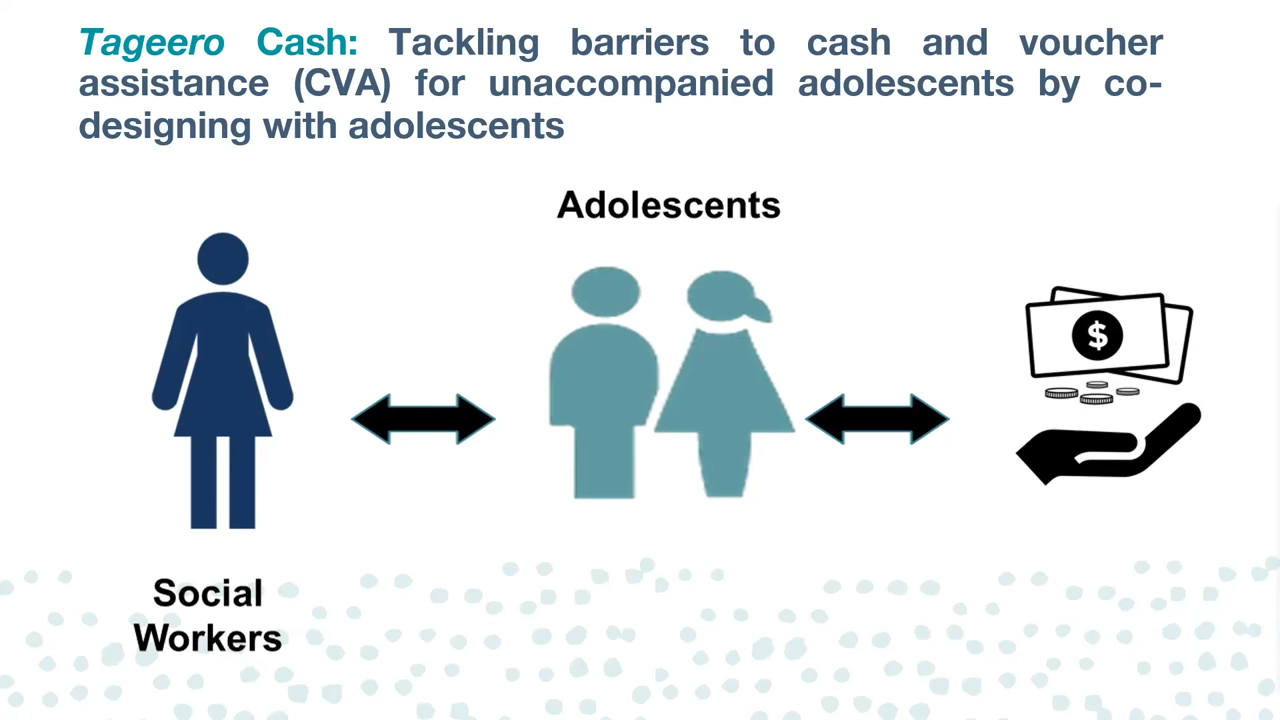 Tageero Cash: Tackling barriers to cash and voucher
assistance (CVA) for unaccompanied adolescents by co-
designing with adolescents
Adolescents
$
Social
Workers